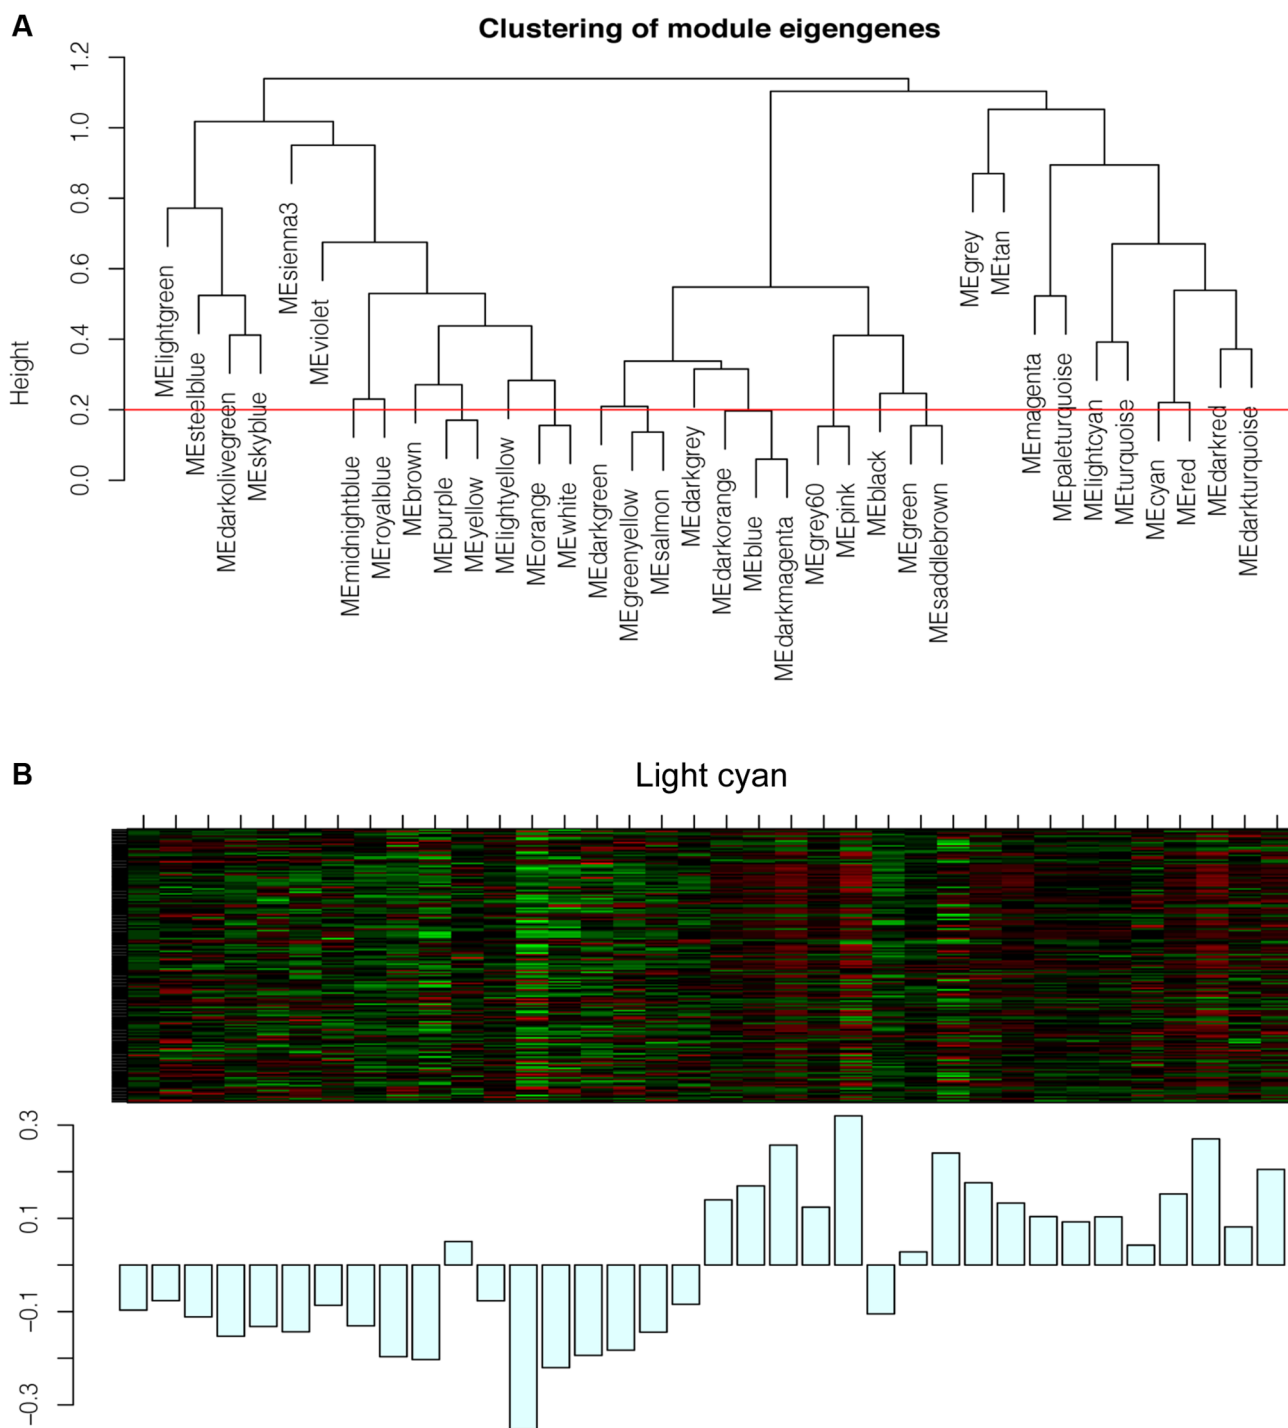 A
Clustering of module eigengenes
Height
1.2
1.0
0.8
0.6
0.4
0.2
0.0
MElightgreen
MEsteelblue
MEdarkolivegreen
MEskyblue
MEsienna3
MEviolet
MEmidnightblue
MEroyalblue
MEbrown
MEpurple
MEyellow
MElightyellow
MEorange
MEwhite
MEdarkgreen
MEgreenyellow
MEsalmon
MEdarkgrey
MEdarkorange
MEblue
MEdarkmagenta
MEgrey60
MEpink
MEblack
MEgreen
MEsaddlebrown
MEgrey
MEtan
MEmagenta
MEpaleturquoise
MElightcyan
MEturquoise
MEcyan
MEred
MEdarkred
MEdarkturquoise
B
Light cyan
0.3
0.1
−0.1
−0.3